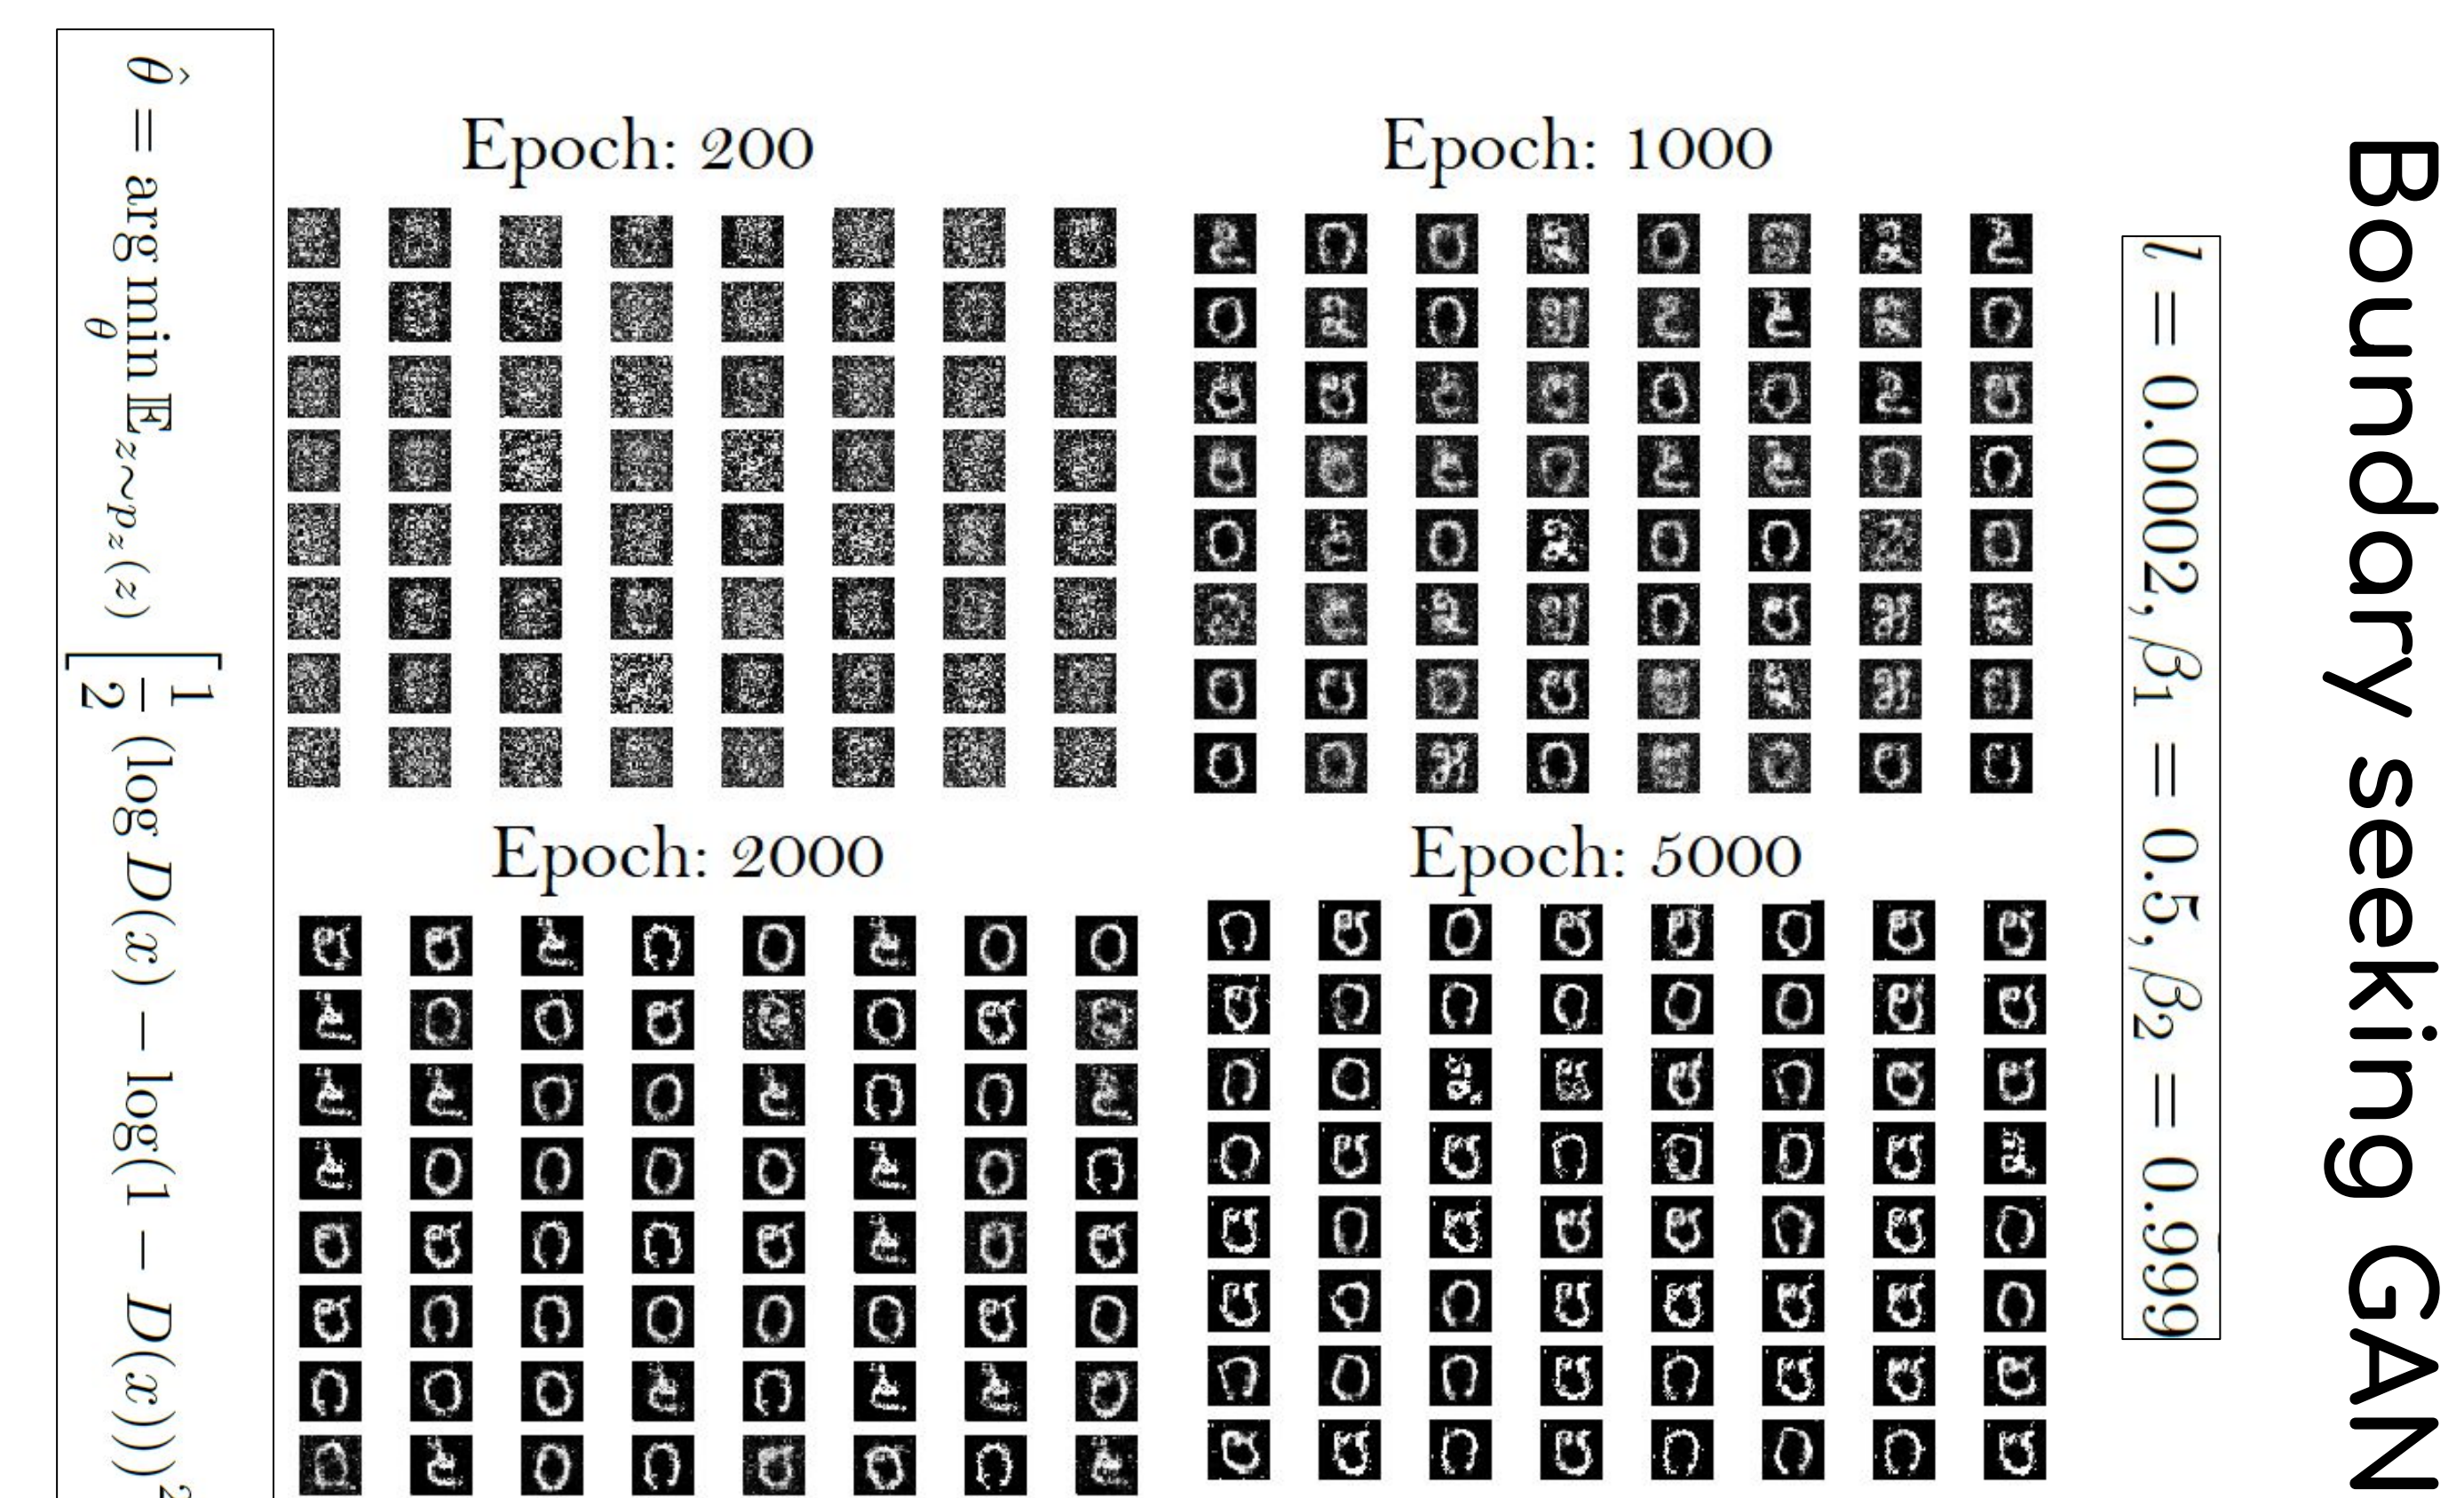 Boundary seeking GAN
l = 0.0002, β₁ = 0.5, β₂ = 0.999
Epoch: 200
Epoch: 1000
Epoch: 2000
Epoch: 5000
θ̂ = arg min_θ 𝔼_{z∼p_z(z)} [ 1/2 (log D(x) − log(1 − D(x)))²